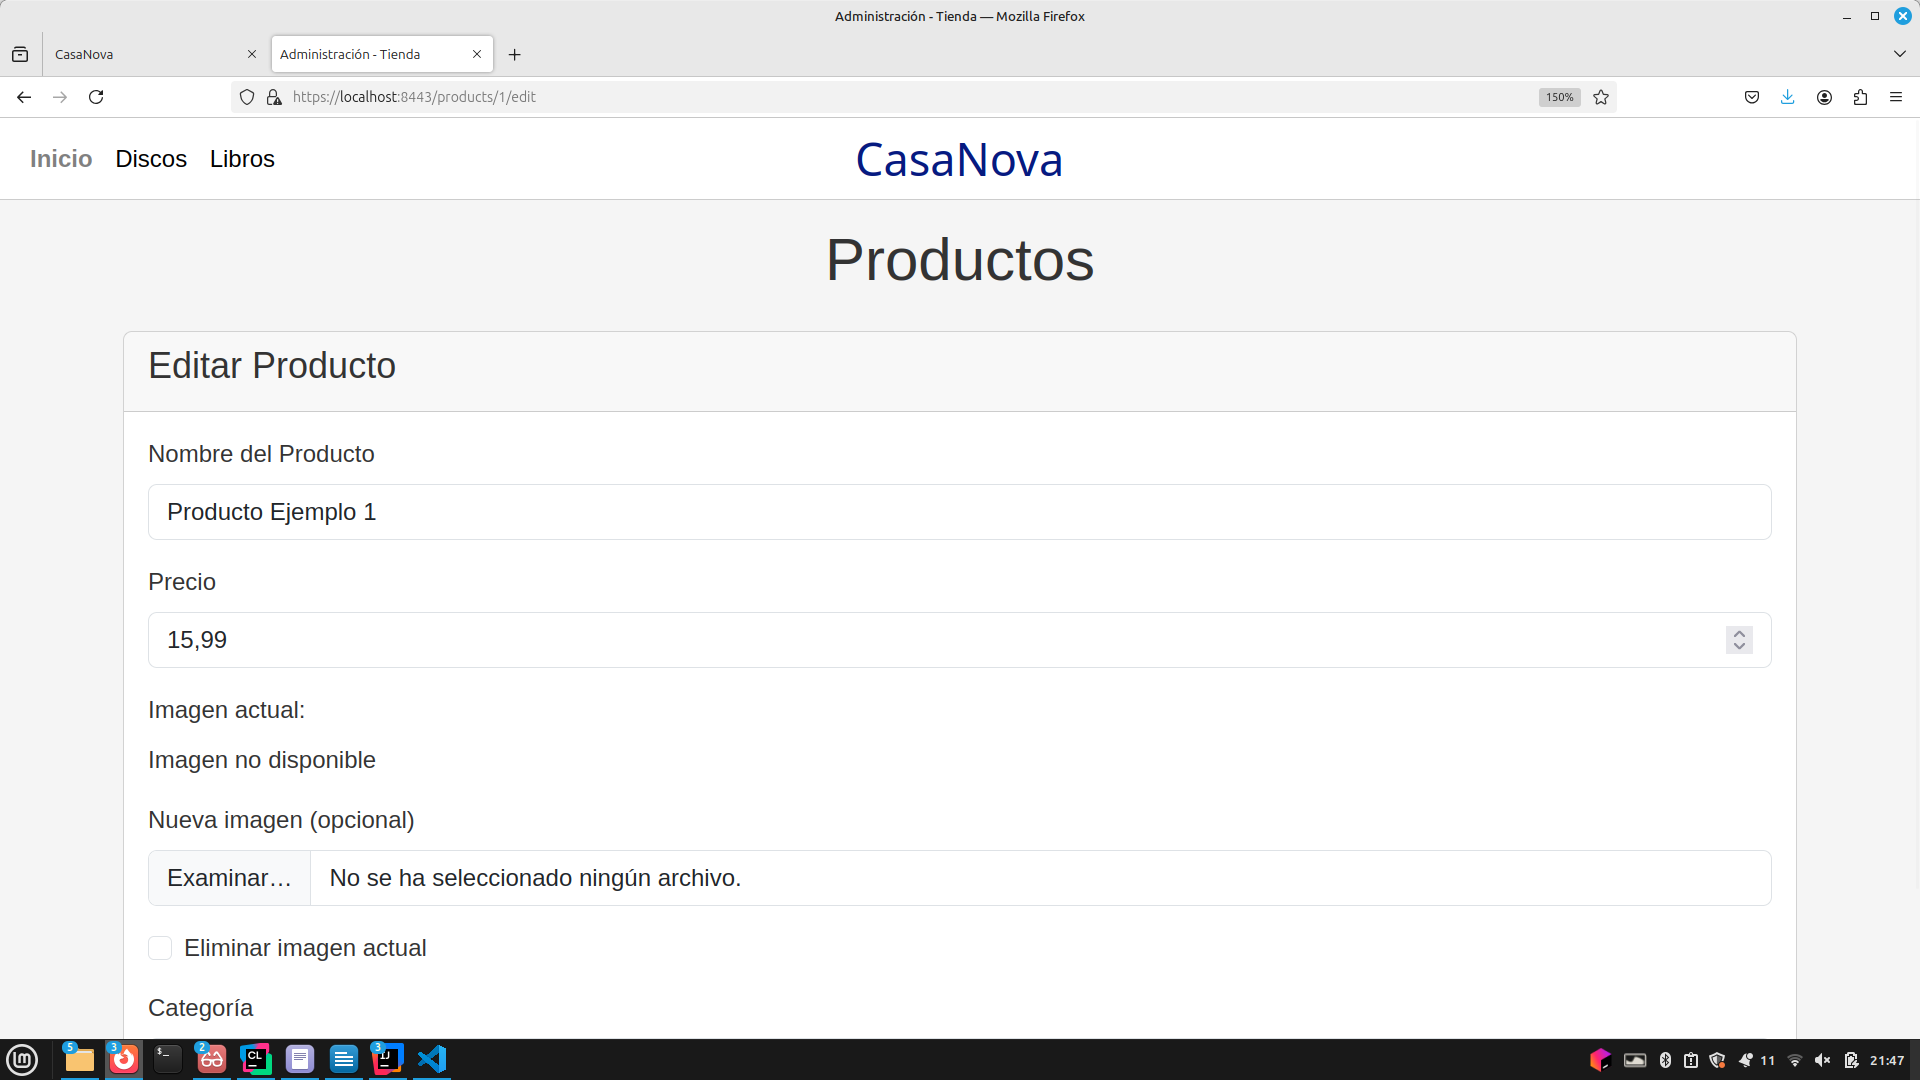 Administración - Tienda — Mozilla Firefox
CasaNova
Administración - Tienda
https://localhost:8443/products/1/edit
150%
Inicio Discos Libros
CasaNova
Productos
Editar Producto
Nombre del Producto
Producto Ejemplo 1
Precio
15,99
Imagen actual:
Imagen no disponible
Nueva imagen (opcional)
Examinar… No se ha seleccionado ningún archivo.
Eliminar imagen actual
Categoría
5
3
$_
2
CL
3
IJ
11
21:47